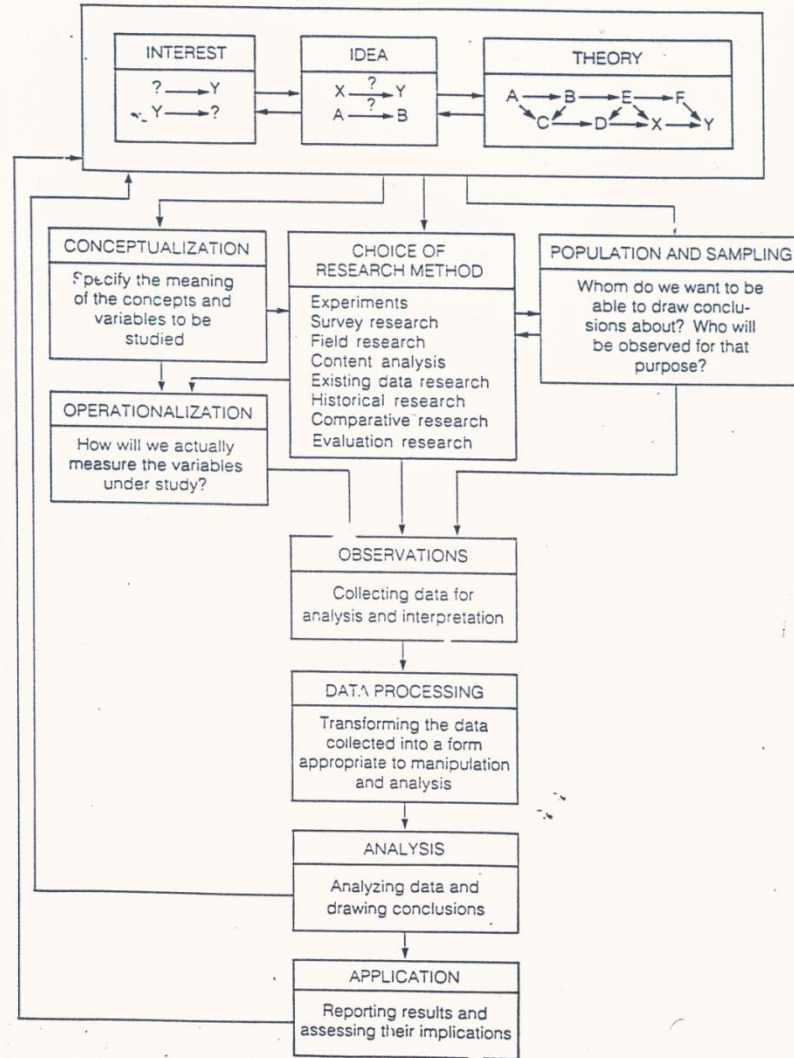 INTEREST
? Y
Y ?
IDEA
?
X Y
?
A B
THEORY
A B E F
C D X Y
CONCEPTUALIZATION
Specify the meaning
of the concepts and
variables to be
studied
CHOICE OF
RESEARCH METHOD
Experiments
Survey research
Field research
Content analysis
Existing data research
Historical research
Comparative research
Evaluation research
POPULATION AND SAMPLING
Whom do we want to be
able to draw conclu-
sions about? Who will
be observed for that
purpose?
OPERATIONALIZATION
How will we actually
measure the variables
under study?
OBSERVATIONS
Collecting data for
analysis and interpretation
DATA PROCESSING
Transforming the data
collected into a form
appropriate to manipulation
and analysis
ANALYSIS
Analyzing data and
drawing conclusions
APPLICATION
Reporting results and
assessing their implications